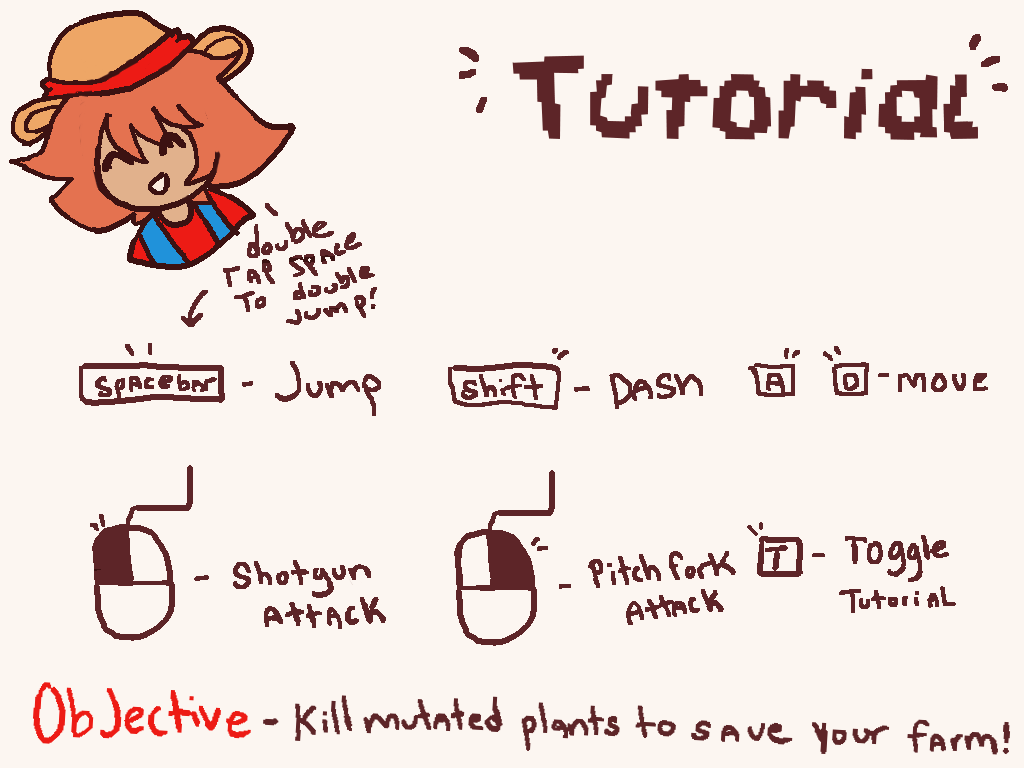 Tutorial
double
Tap space
To double
jump!
Spacebar - Jump
Shift - DASh
A D - move
Shotgun
Attack
Pitchfork
Attack
T - Toggle
Tutorial
Objective - Kill mutated plants to save your farm!